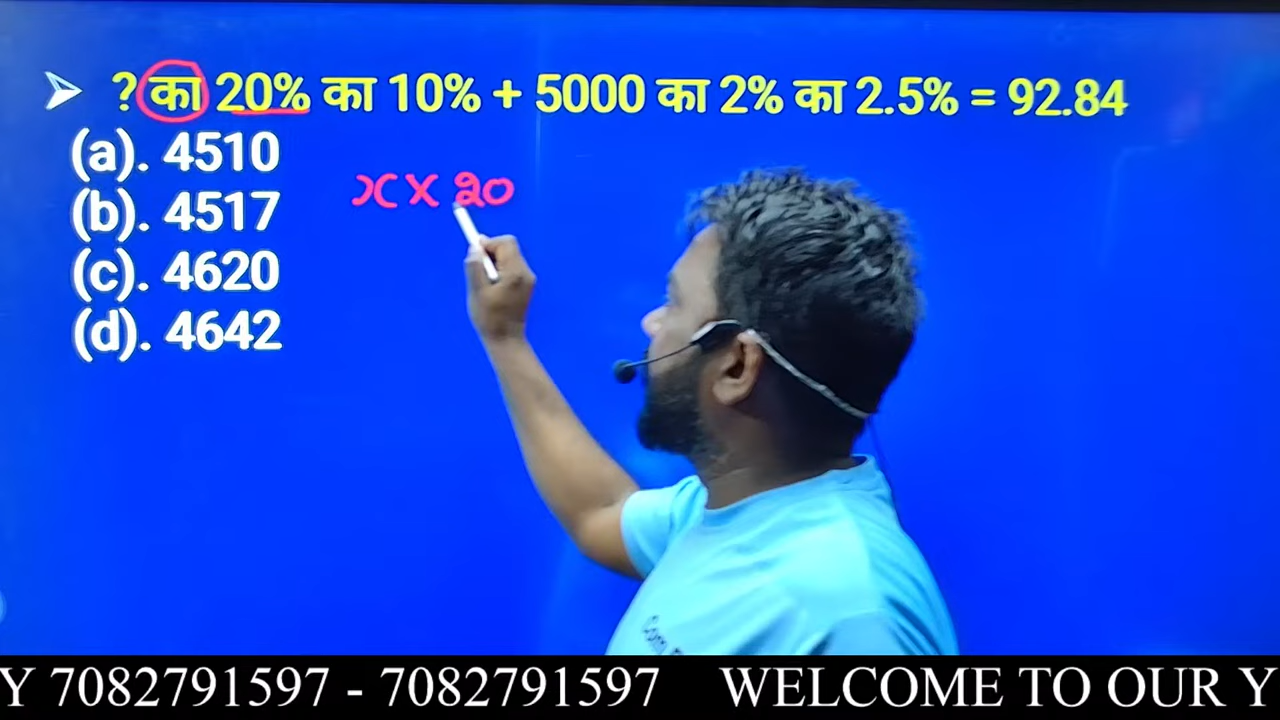 ? का 20% का 10% + 5000 का 2% का 2.5% = 92.84
(a). 4510
x x 20
(b). 4517
(c). 4620
(d). 4642
Y 7082791597 - 7082791597 WELCOME TO OUR Y